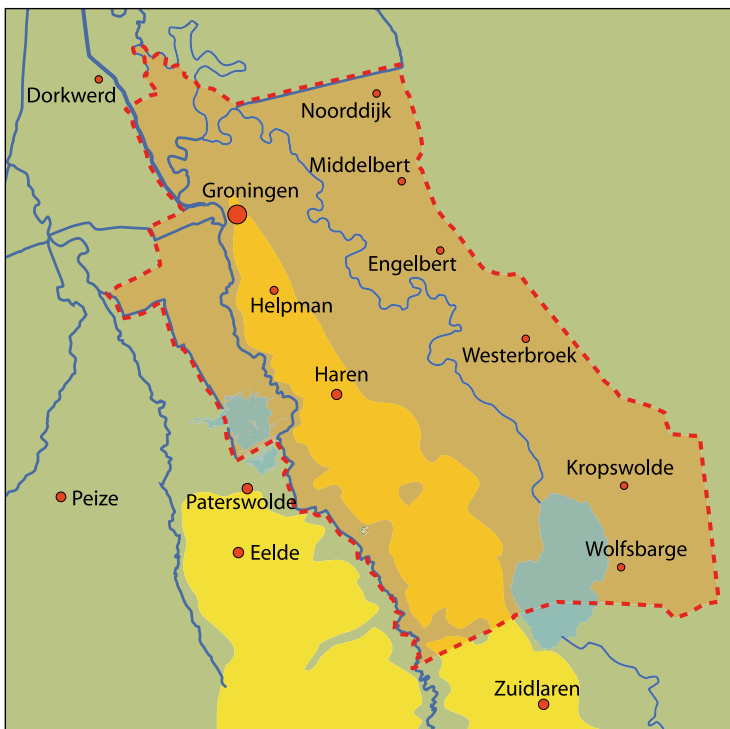 Dorkwerd
Noorddijk
Middelbert
Groningen
Engelbert
Helpman
Westerbroek
Haren
Kropswolde
Peize
Paterswolde
Eelde
Wolfsbarge
Zuidlaren